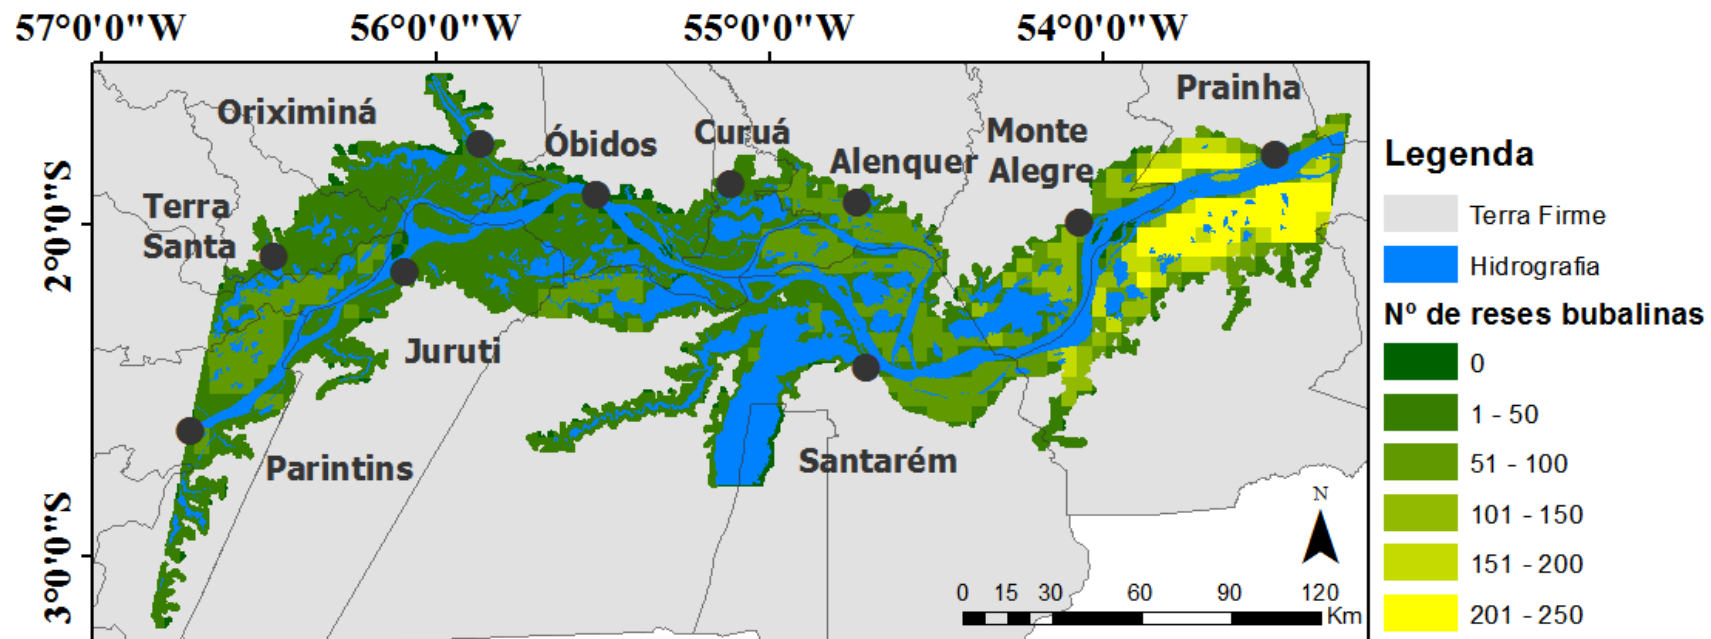 57°0'0"W 56°0'0"W 55°0'0"W 54°0'0"W
2°0'0"S
3°0'0"S
Prainha
Oriximiná
Óbidos
Curuá
Monte
Alegre
Alenquer
Terra
Santa
Juruti
Parintins
Santarém
N
0 15 30 60 90 120
Km
Legenda
Terra Firme
Hidrografia
Nº de reses bubalinas
0
1 - 50
51 - 100
101 - 150
151 - 200
201 - 250